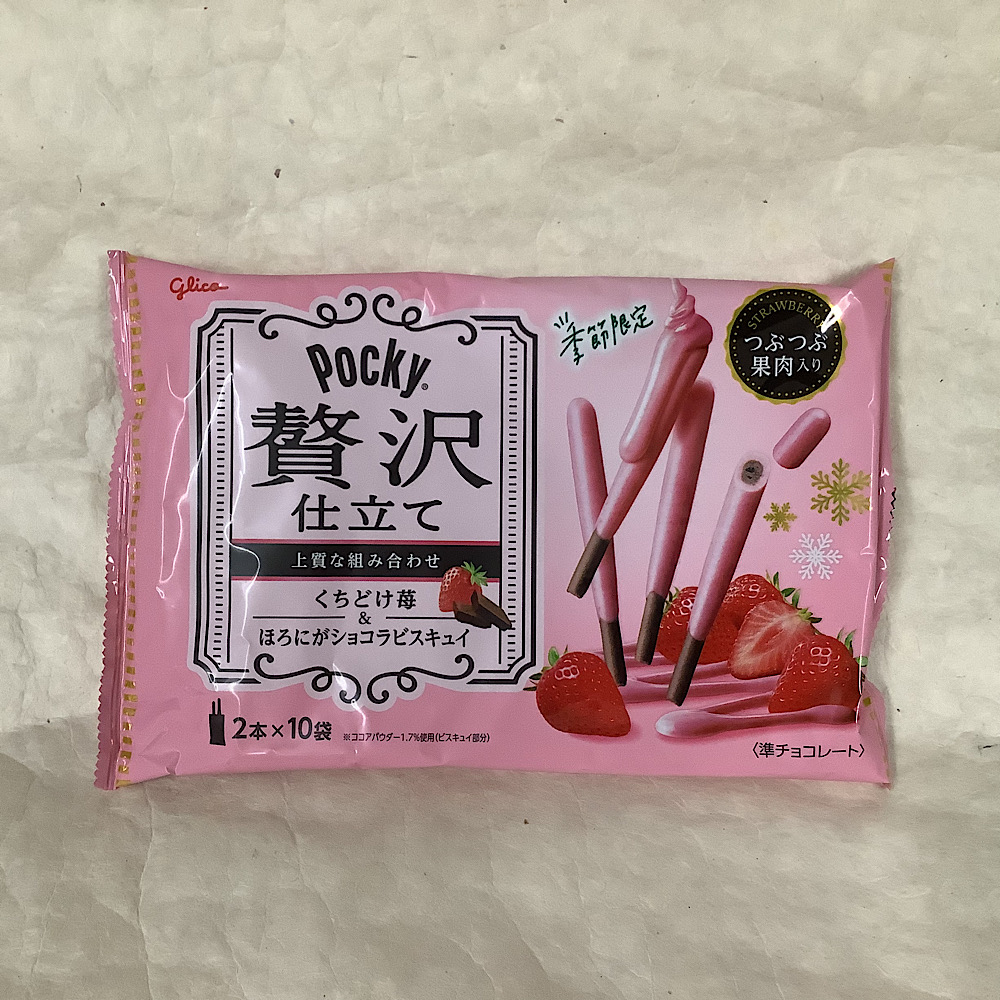 Glico
Pocky®
贅沢
仕立て
上質な組み合わせ
くちどけ苺
&
ほろにがショコラビスキュイ
2本×10袋
※ココアパウダー1.7%使用(ビスキュイ部分)
季節限定
STRAWBERRY
つぶつぶ
果肉入り
〈準チョコレート〉